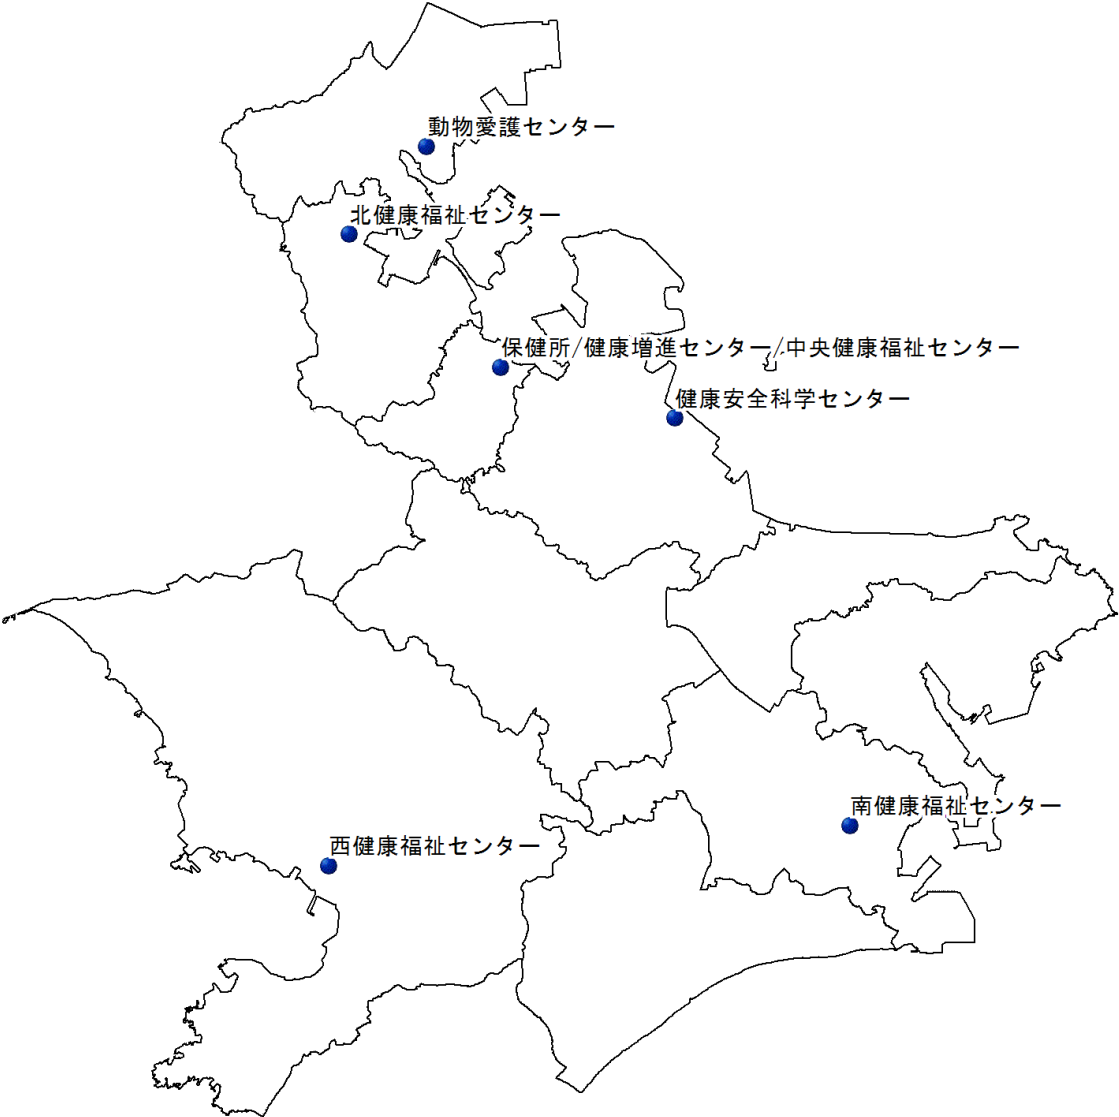 動物愛護センター
北健康福祉センター
保健所/健康増進センター/中央健康福祉センター
健康安全科学センター
南健康福祉センター
西健康福祉センター